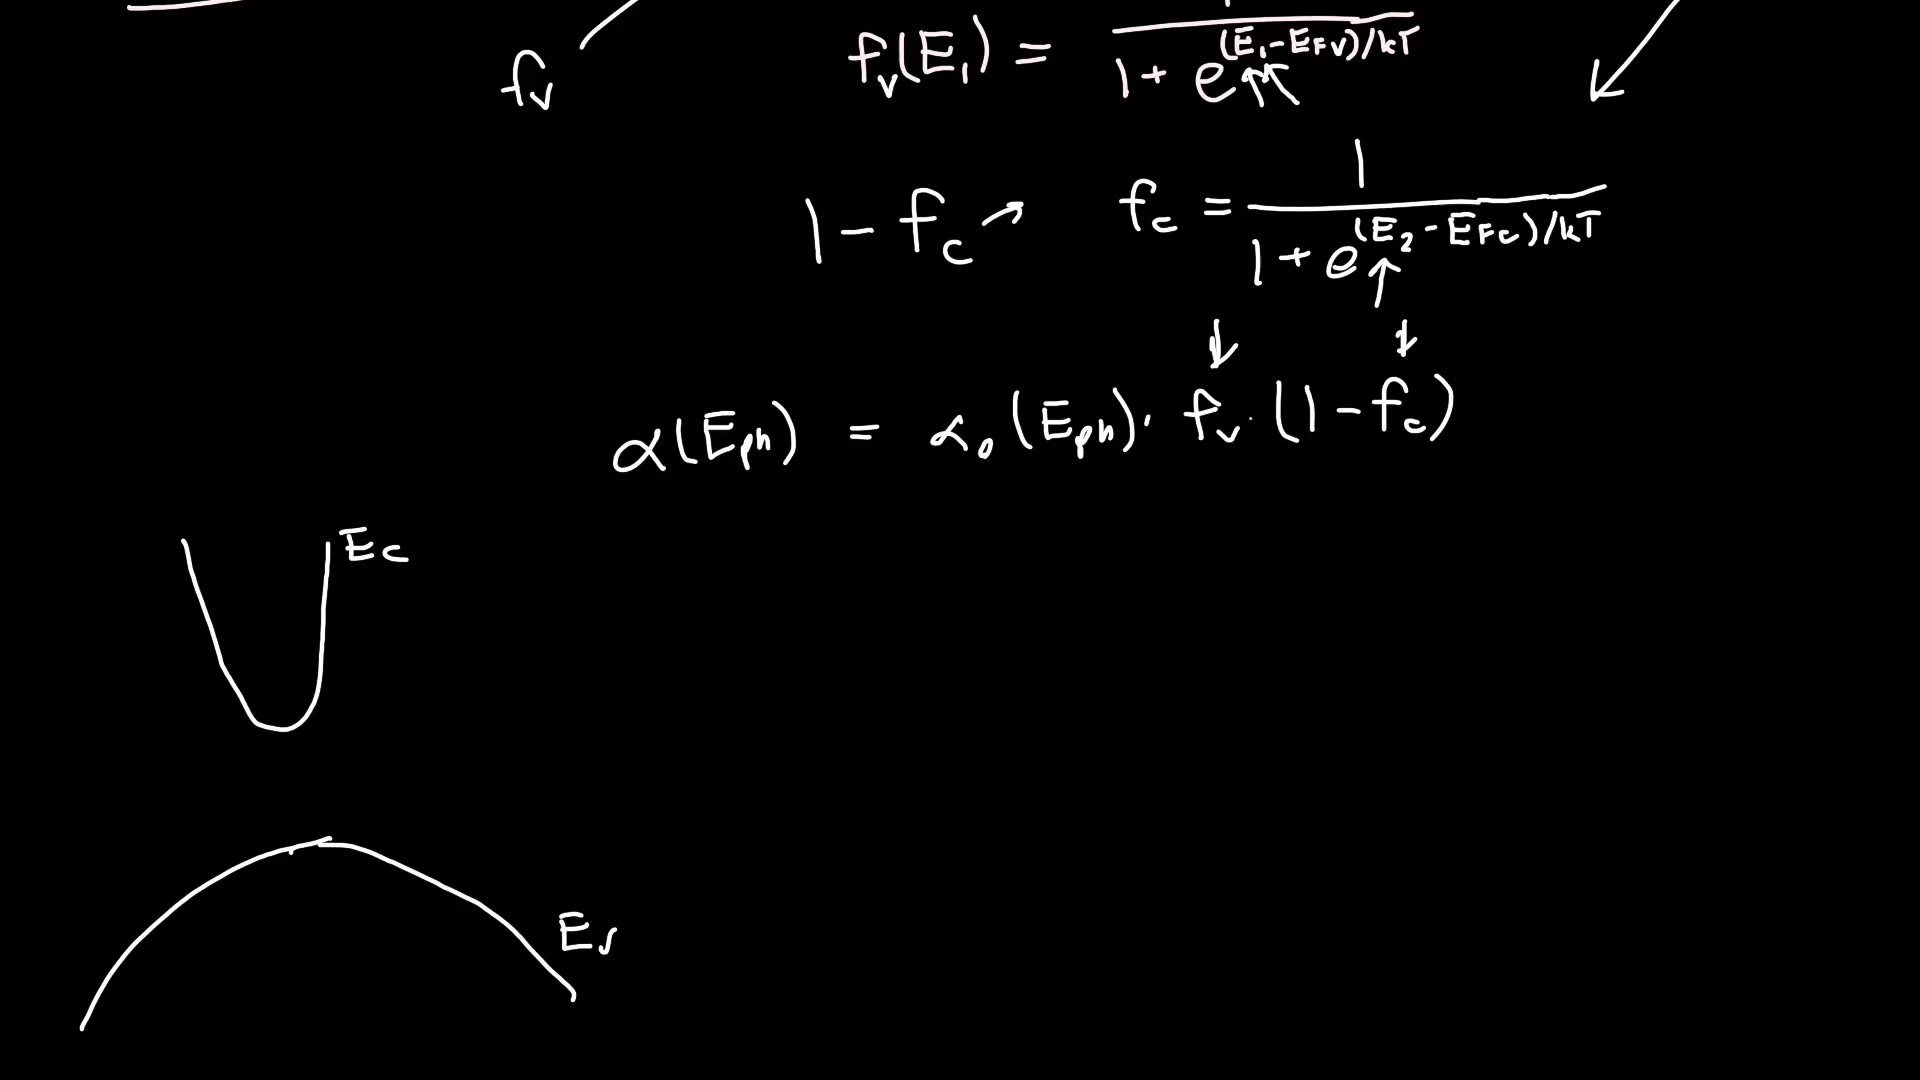 fv
fv(E1) = 1 / (1 + e^((E1 - EFv)/kT))
1 - fc → fc = 1 / (1 + e^((E2 - EFc)/kT))
α(Eph) = α0(Eph) · fv · (1 - fc)
Ec
Ev